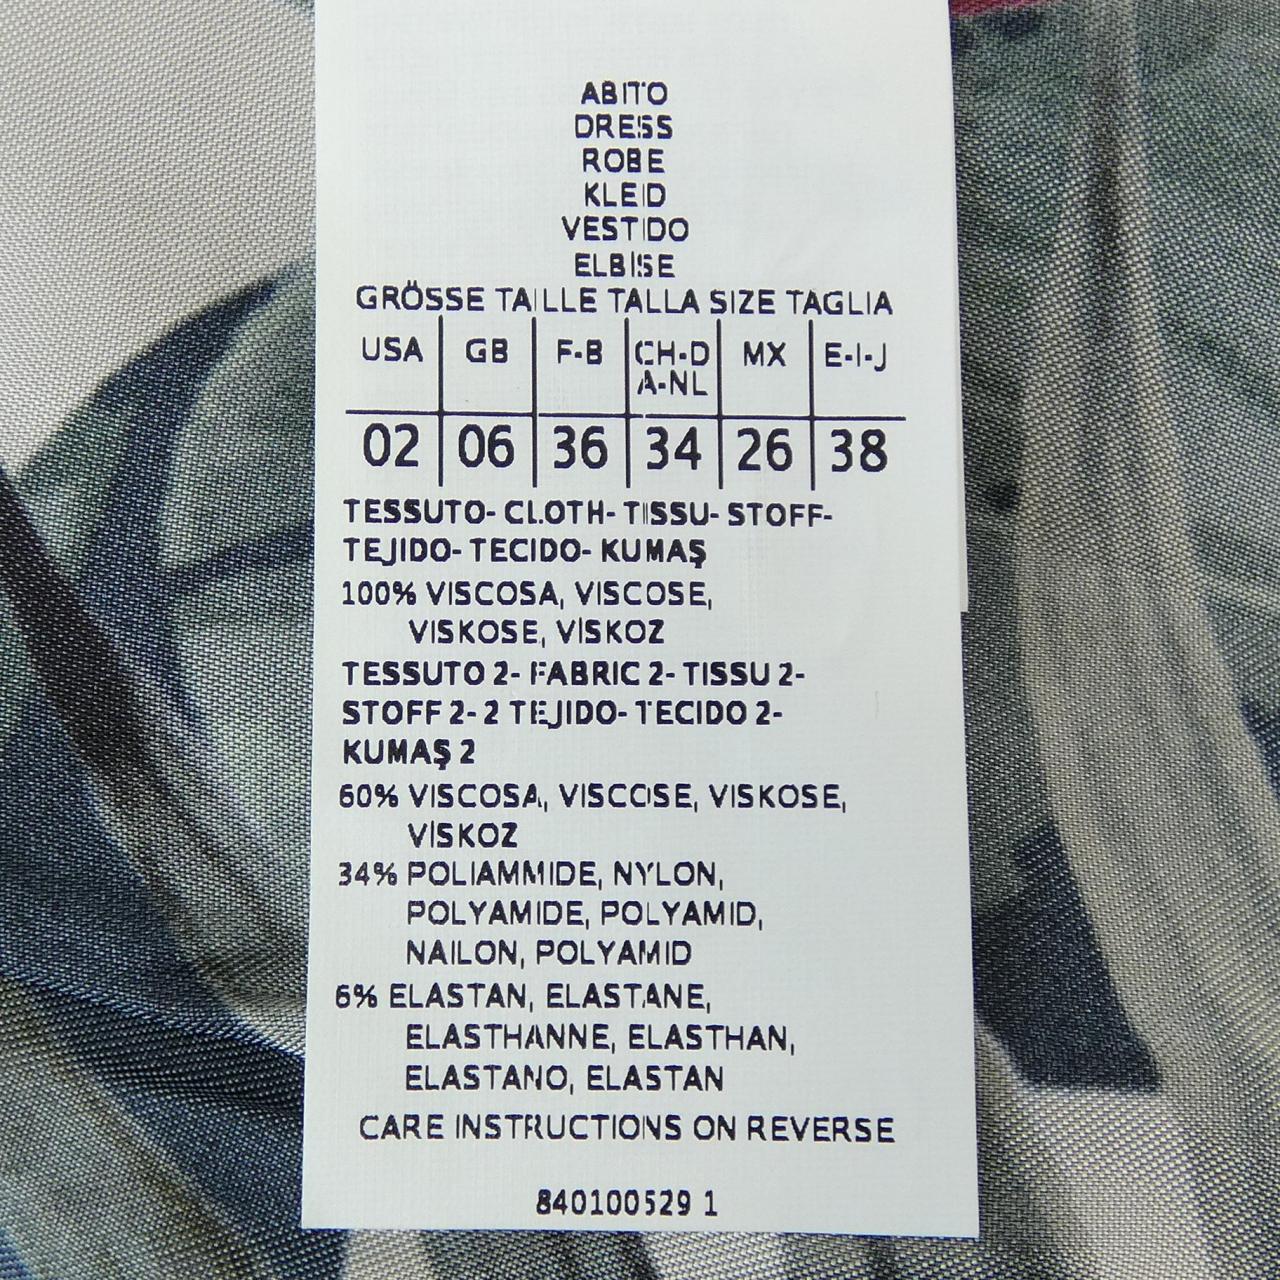 ABITO
DRESS
ROBE
KLEID
VESTIDO
ELBISE
GRÖSSE TAILLE TALLA SIZE TAGLIA
USA GB F-B CH-D A-NL MX E-I-J
02 06 36 34 26 38
TESSUTO- CLOTH- TISSU- STOFF-
TEJIDO- TECIDO- KUMAŞ
100% VISCOSA, VISCOSE,
VISKOSE, VİSKOZ
TESSUTO 2- FABRIC 2- TISSU 2-
STOFF 2- 2 TEJIDO- TECIDO 2-
KUMAŞ 2
60% VISCOSA, VISCOSE, VISKOSE,
VİSKOZ
34% POLIAMMIDE, NYLON,
POLYAMIDE, POLYAMID,
NAILON, POLYAMID
6% ELASTAN, ELASTANE,
ELASTHANNE, ELASTHAN,
ELASTANO, ELASTAN
CARE INSTRUCTIONS ON REVERSE
840100529 1